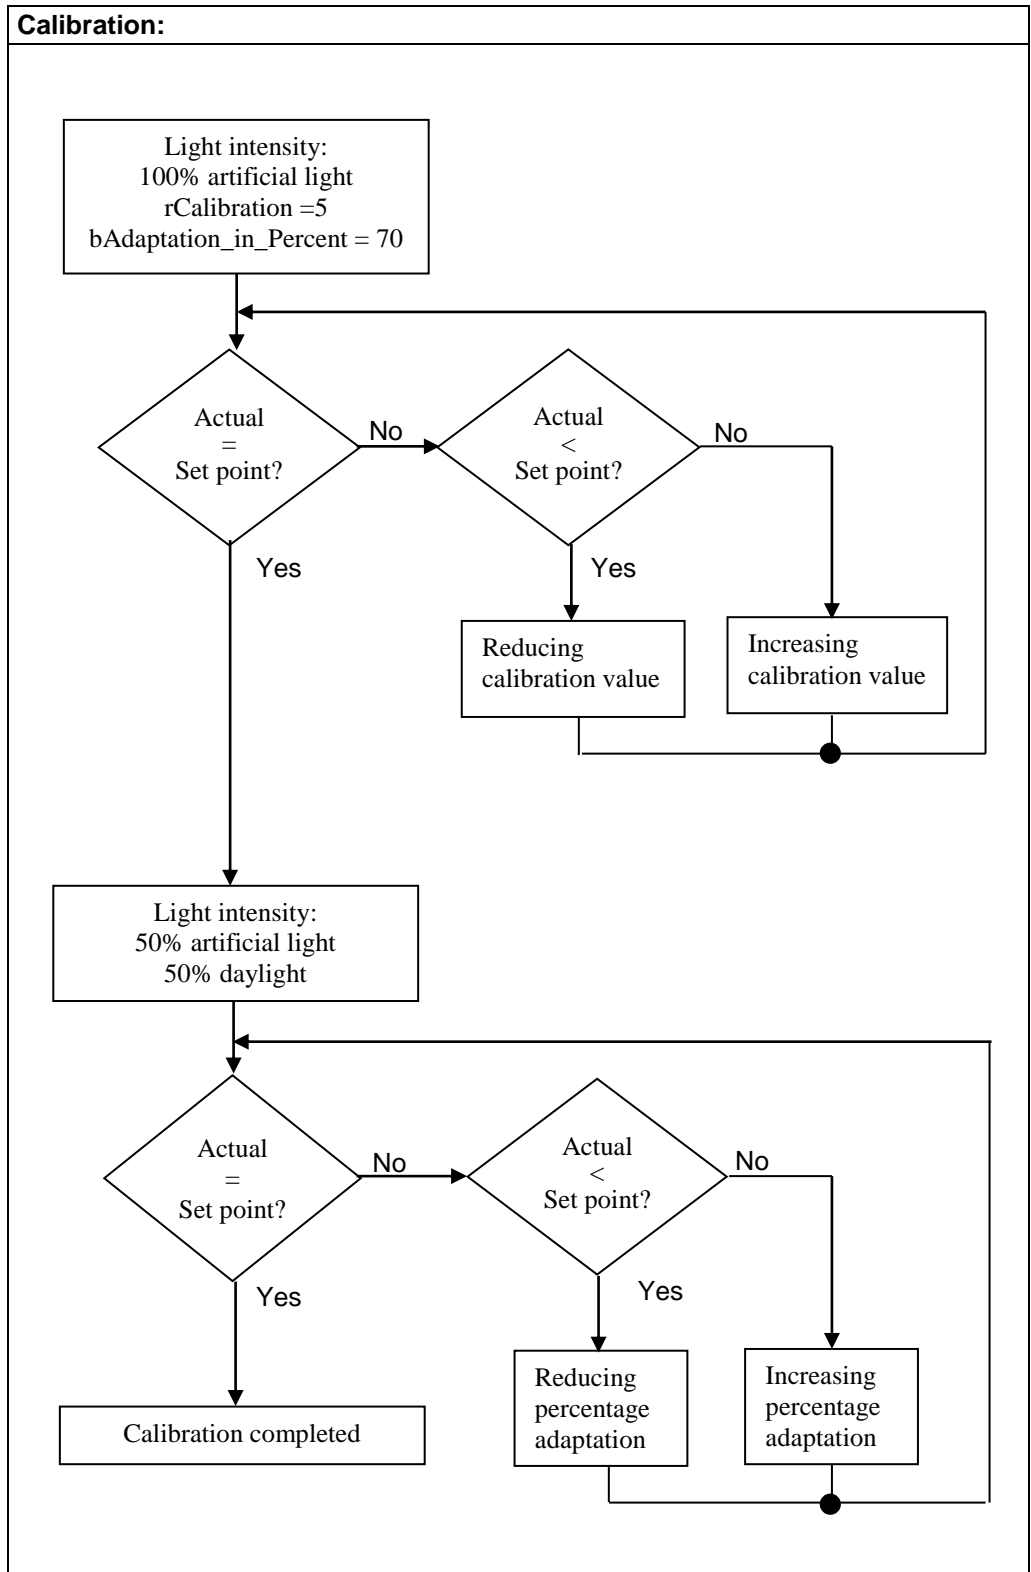 Calibration:
Light intensity:
100% artificial light
rCalibration =5
bAdaptation_in_Percent = 70
Actual
=
Set point?
No
Actual
<
Set point?
No
Yes
Yes
Reducing
calibration value
Increasing
calibration value
Light intensity:
50% artificial light
50% daylight
Actual
=
Set point?
No
Actual
<
Set point?
No
Yes
Yes
Reducing
percentage
adaptation
Increasing
percentage
adaptation
Calibration completed